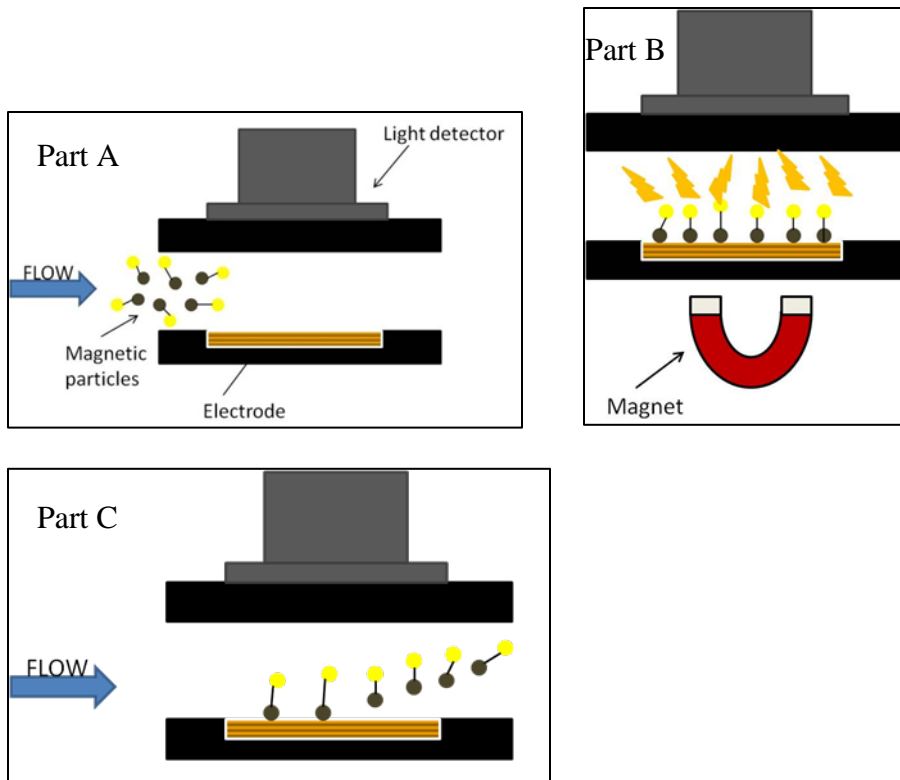 Part A
Light detector
FLOW
Magnetic
particles
Electrode
Part B
Magnet
Part C
FLOW